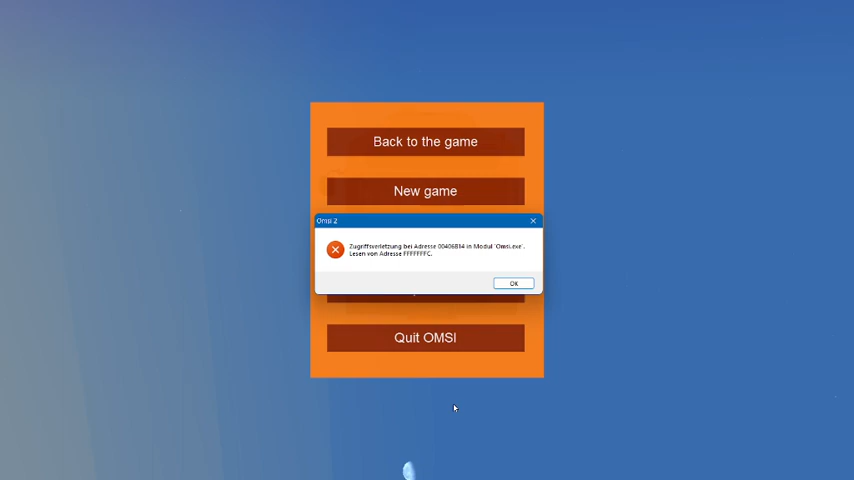 Back to the game
New game
Omsi 2
Zugriffsverletzung bei Adresse 00406B14 in Modul 'Omsi.exe'.
Lesen von Adresse FFFFFFFC.
OK
Quit OMSI